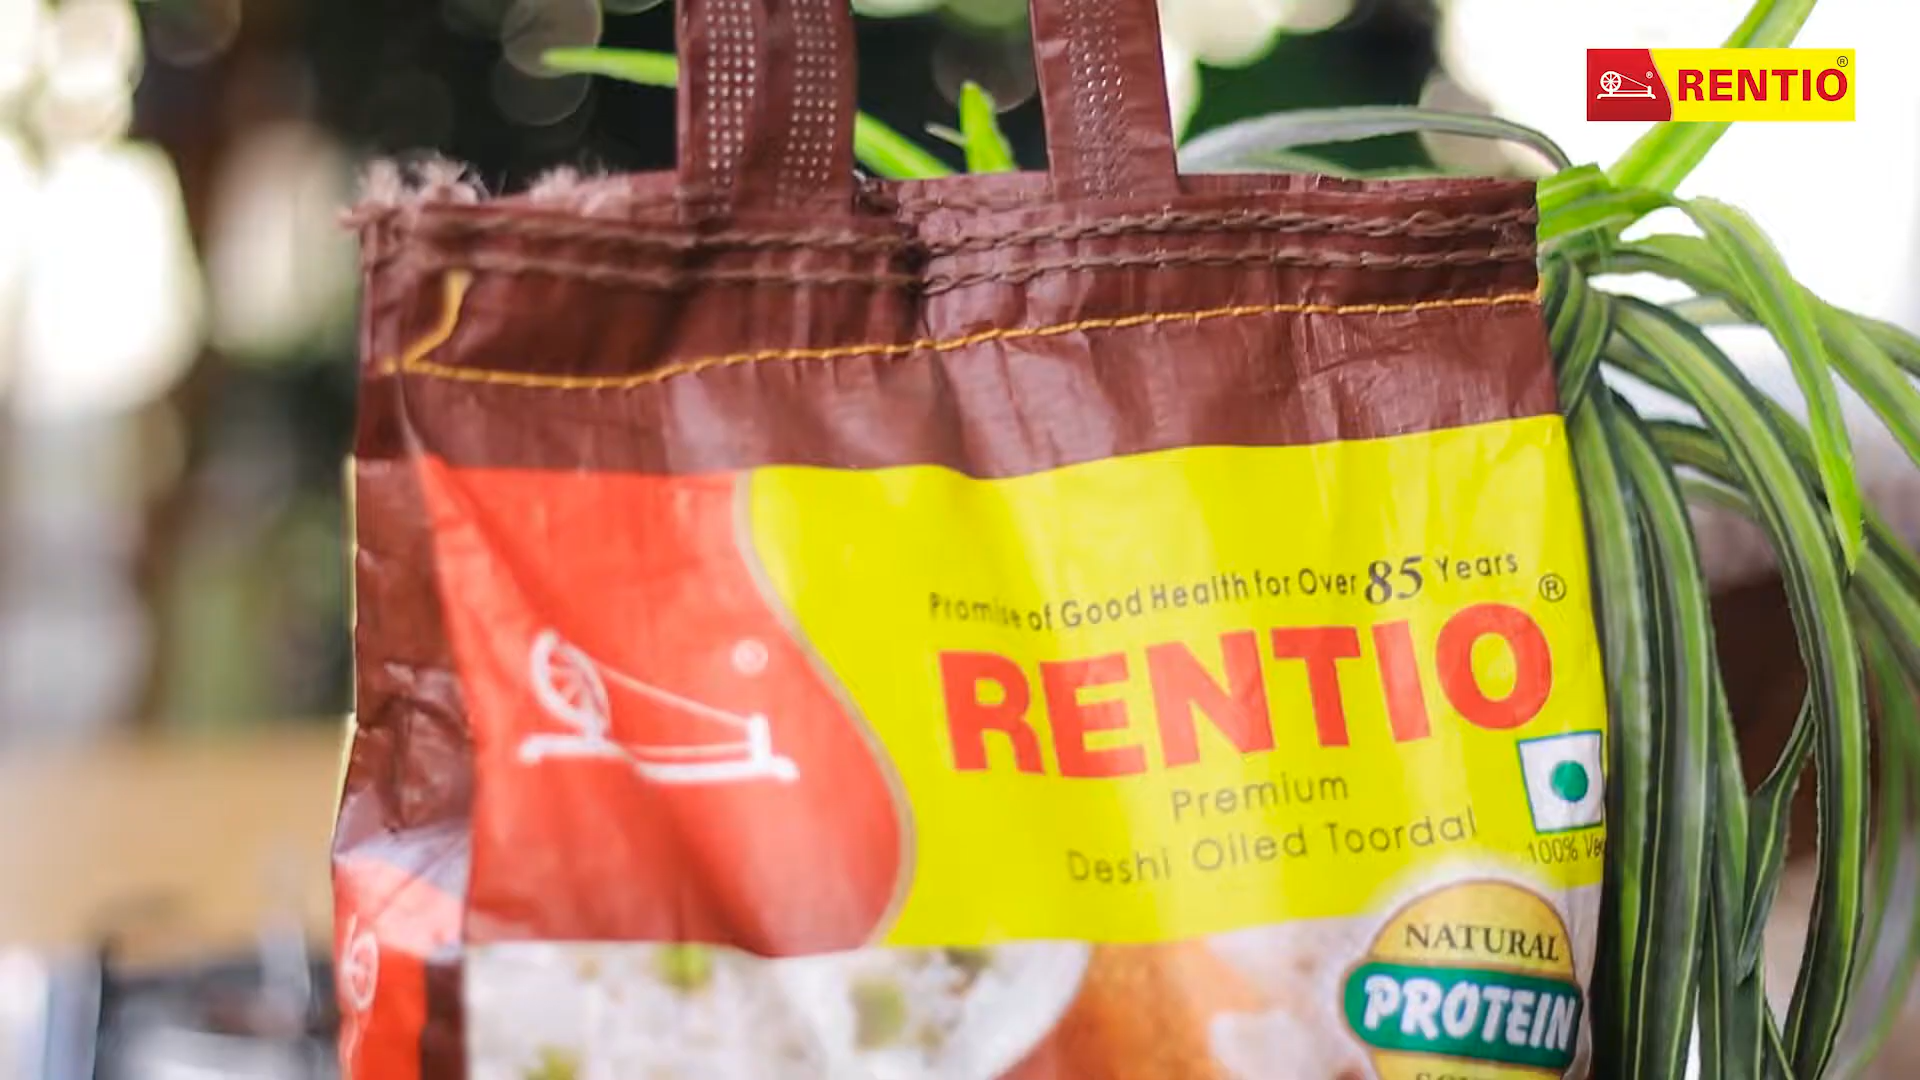 RENTIO®
Promise of Good Health for Over 85 Years
RENTIO®
Premium
Deshi Oiled Toordal
100% Veg
NATURAL
PROTEIN